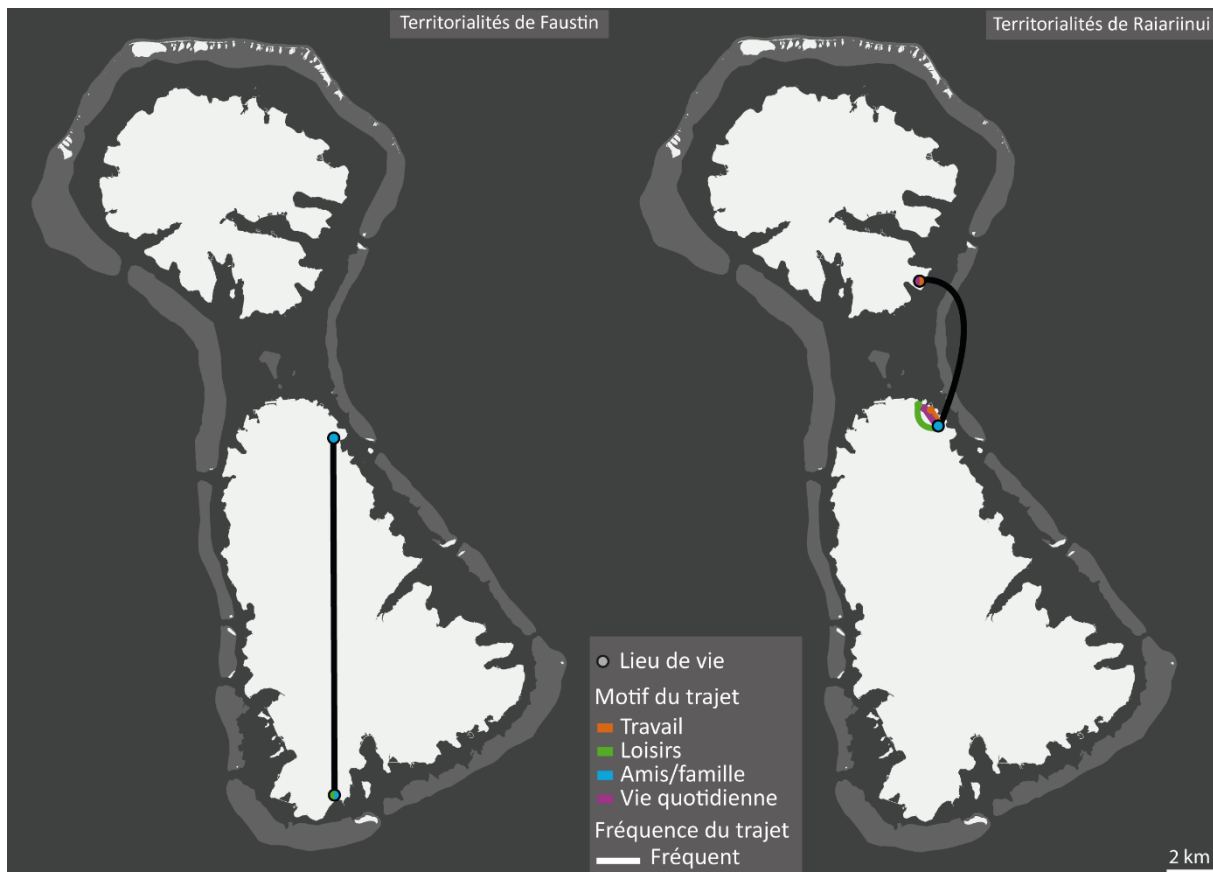 Territorialités de Faustin
Territorialités de Raiariinui
Lieu de vie
Motif du trajet
Travail
Loisirs
Amis/famille
Vie quotidienne
Fréquence du trajet
Fréquent
2 km